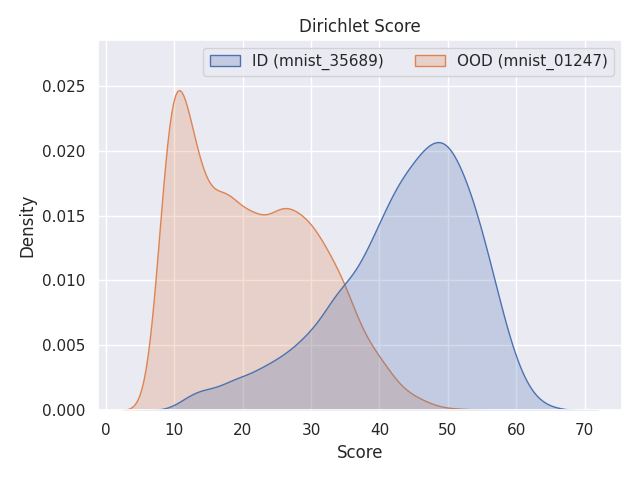 Dirichlet Score
ID (mnist_35689)
OOD (mnist_01247)
Density
0.025
0.020
0.015
0.010
0.005
0.000
0 10 20 30 40 50 60 70
Score